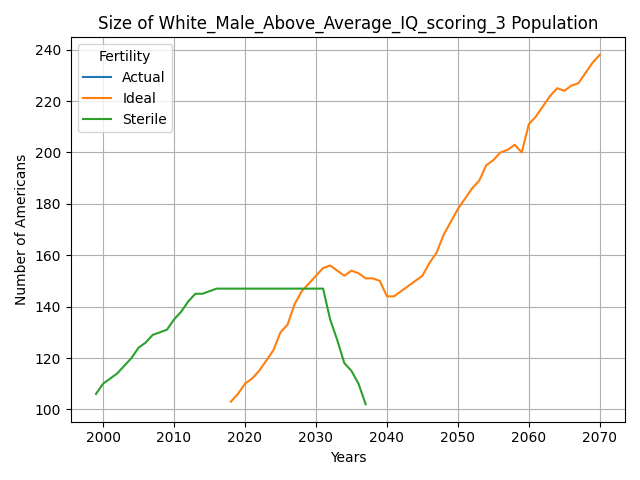 Size of White_Male_Above_Average_IQ_scoring_3 Population
Fertility
Actual
Ideal
Sterile
Number of Americans
240
220
200
180
160
140
120
100
2000 2010 2020 2030 2040 2050 2060 2070
Years